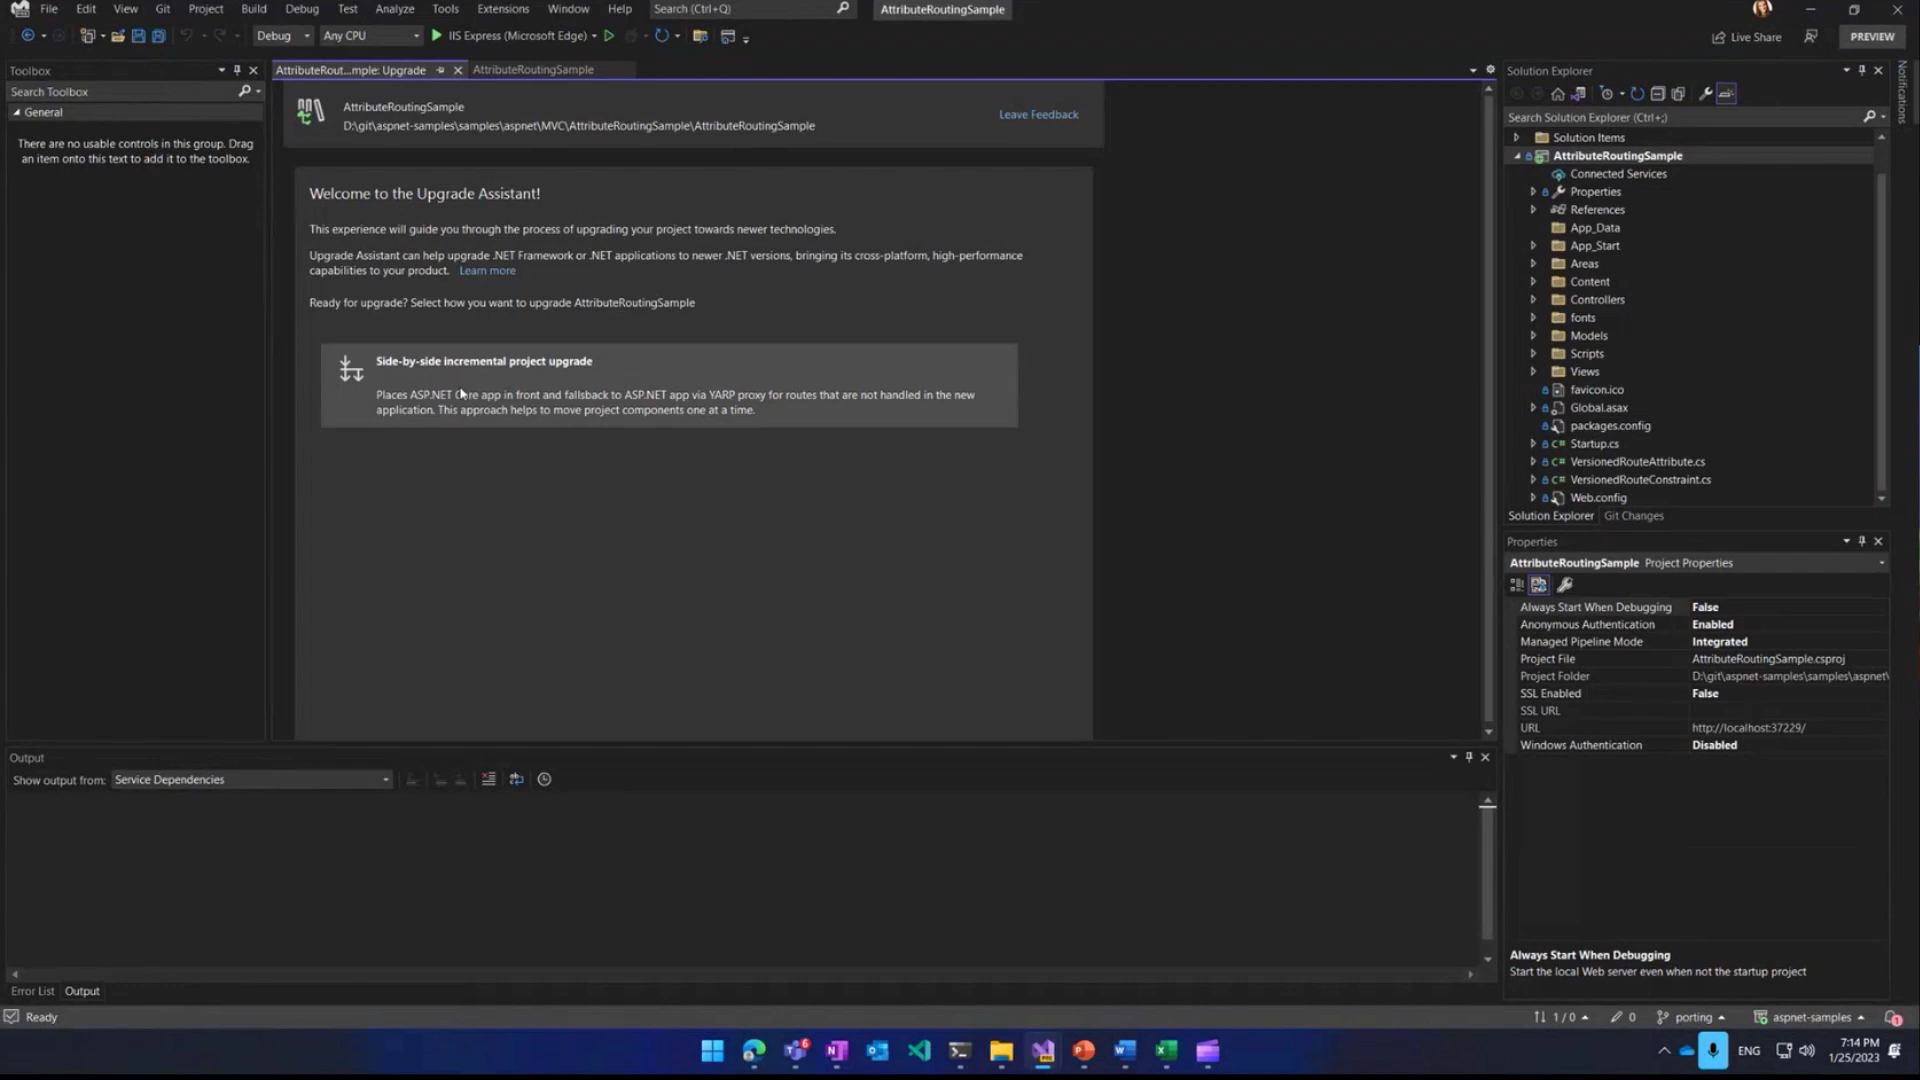 File Edit View Git Project Build Debug Test Analyze Tools Extensions Window Help Search (Ctrl+Q) AttributeRoutingSample
Debug Any CPU IIS Express (Microsoft Edge) Live Share PREVIEW
Toolbox
Search Toolbox
General
There are no usable controls in this group. Drag
an item onto this text to add it to the toolbox.
AttributeRout...mple: Upgrade AttributeRoutingSample
AttributeRoutingSample
D:\git\aspnet-samples\samples\aspnet\MVC\AttributeRoutingSample\AttributeRoutingSample
Leave Feedback
Welcome to the Upgrade Assistant!
This experience will guide you through the process of upgrading your project towards newer technologies.
Upgrade Assistant can help upgrade .NET Framework or .NET applications to newer .NET versions, bringing its cross-platform, high-performance
capabilities to your product. Learn more
Ready for upgrade? Select how you want to upgrade AttributeRoutingSample
Side-by-side incremental project upgrade
Places ASP.NET Core app in front and fallsback to ASP.NET app via YARP proxy for routes that are not handled in the new
application. This approach helps to move project components one at a time.
Output
Show output from: Service Dependencies
Error List Output
Solution Explorer
Search Solution Explorer (Ctrl+;)
Solution Items
AttributeRoutingSample
Connected Services
Properties
References
App_Data
App_Start
Areas
Content
Controllers
fonts
Models
Scripts
Views
favicon.ico
Global.asax
packages.config
C# Startup.cs
C# VersionedRouteAttribute.cs
C# VersionedRouteConstraint.cs
Web.config
Solution Explorer Git Changes
Properties
AttributeRoutingSample Project Properties
Always Start When Debugging False
Anonymous Authentication Enabled
Managed Pipeline Mode Integrated
Project File AttributeRoutingSample.csproj
Project Folder D:\git\aspnet-samples\samples\aspnet\
SSL Enabled False
SSL URL
URL http://localhost:37229/
Windows Authentication Disabled
Always Start When Debugging
Start the local Web server even when not the startup project
Notifications
Ready
1 / 0 0 porting aspnet-samples 1
6
ENG
7:14 PM
1/25/2023